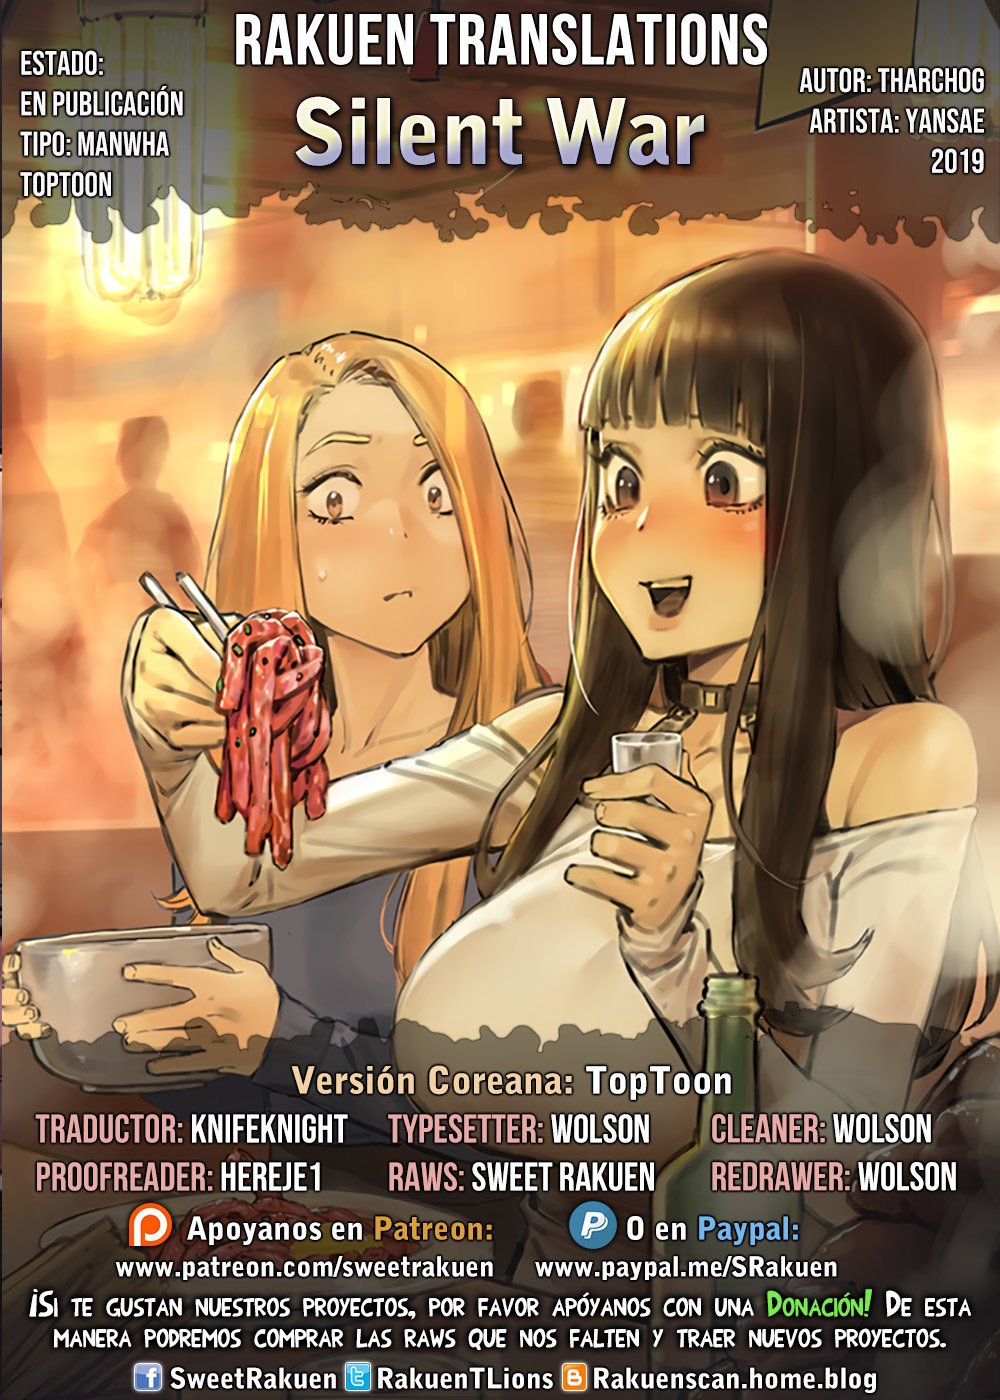 RAKUEN TRANSLATIONS
Silent War
ESTADO:
EN PUBLICACIÓN
TIPO: MANWHA
TOPTOON
AUTOR: THARCHOG
ARTISTA: YANSAE
2019
Versión Coreana: TopToon
TRADUCTOR: KNIFEKNIGHT TYPESETTER: WOLSON CLEANER: WOLSON
PROOFREADER: HEREJE1 RAWS: SWEET RAKUEN REDRAWER: WOLSON
Apoyanos en Patreon: O en Paypal:
www.patreon.com/sweetrakuen www.paypal.me/SRakuen
¡Si te gustan nuestros proyectos, por favor apóyanos con una Donación! De esta
manera podremos comprar las raws que nos falten y traer nuevos proyectos.
SweetRakuen RakuenTLions Rakuenscan.home.blog